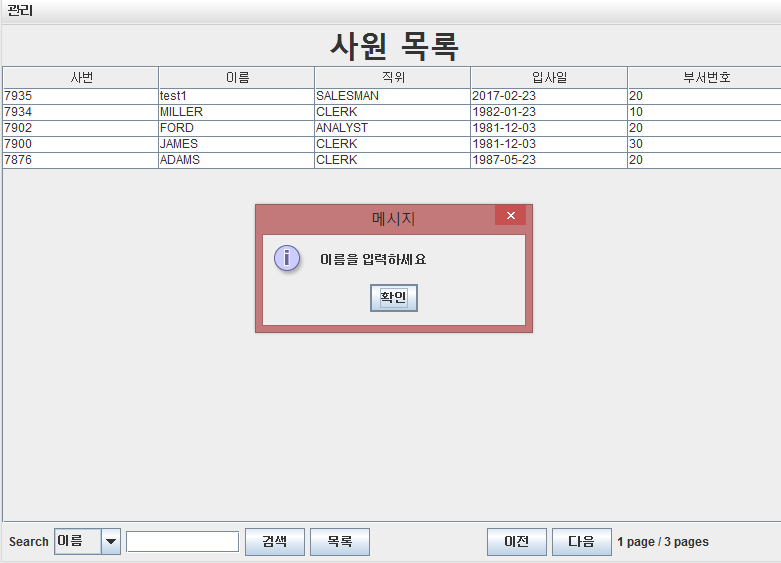 관리
사원 목록
사번 이름 직위 입사일 부서번호
7935 test1 SALESMAN 2017-02-23 20
7934 MILLER CLERK 1982-01-23 10
7902 FORD ANALYST 1981-12-03 20
7900 JAMES CLERK 1981-12-03 30
7876 ADAMS CLERK 1987-05-23 20
메시지
이름을 입력하세요
확인
Search 이름 검색 목록 이전 다음 1 page / 3 pages